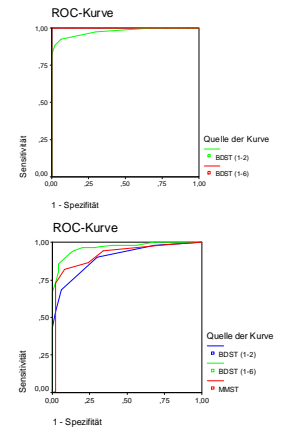 ROC-Kurve
Sensitivität
1,00
,75
,50
,25
0,00
0,00 ,25 ,50 ,75 1,00
1 - Spezifität
Quelle der Kurve
BDST (1-2)
BDST (1-6)
ROC-Kurve
Sensitivität
1,00
,75
,50
,25
0,00
0,00 ,25 ,50 ,75 1,00
1 - Spezifität
Quelle der Kurve
BDST (1-2)
BDST (1-6)
MMST